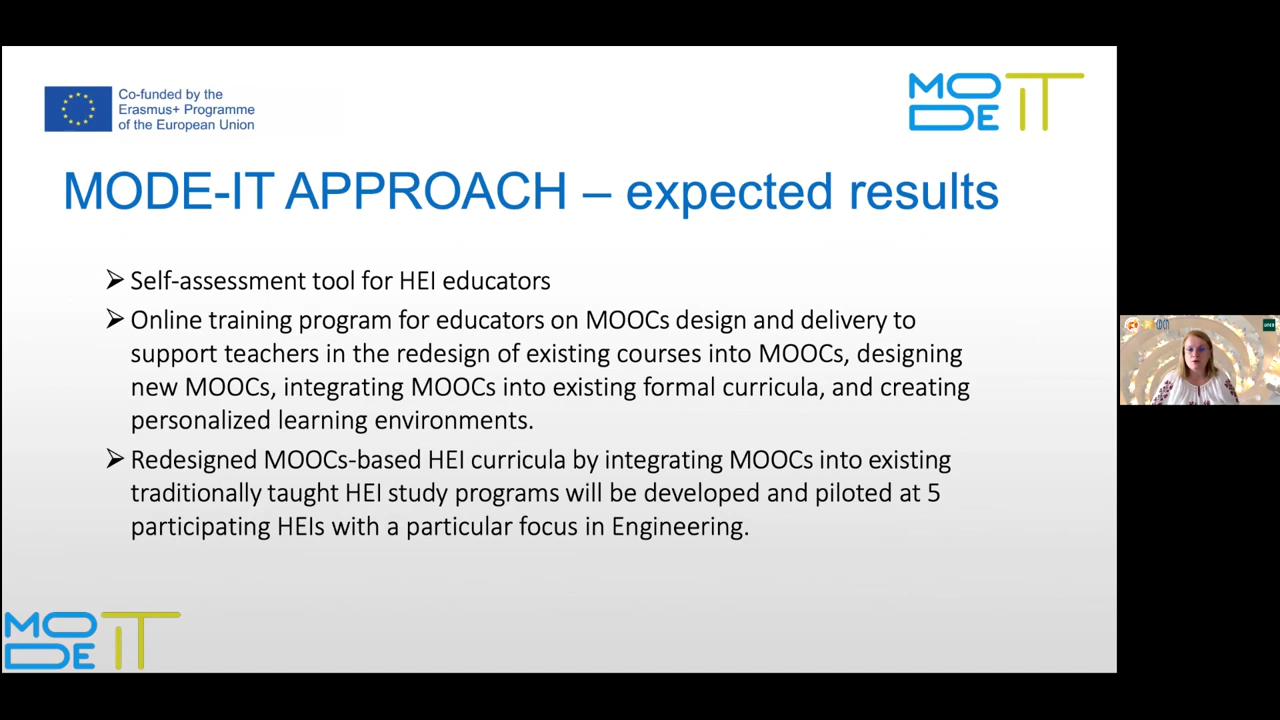 Co-funded by the
Erasmus+ Programme
of the European Union
MO IT
DE
MODE-IT APPROACH – expected results
➢ Self-assessment tool for HEI educators
➢ Online training program for educators on MOOCs design and delivery to
support teachers in the redesign of existing courses into MOOCs, designing
new MOOCs, integrating MOOCs into existing formal curricula, and creating
personalized learning environments.
➢ Redesigned MOOCs-based HEI curricula by integrating MOOCs into existing
traditionally taught HEI study programs will be developed and piloted at 5
participating HEIs with a particular focus in Engineering.
MO IT
DE